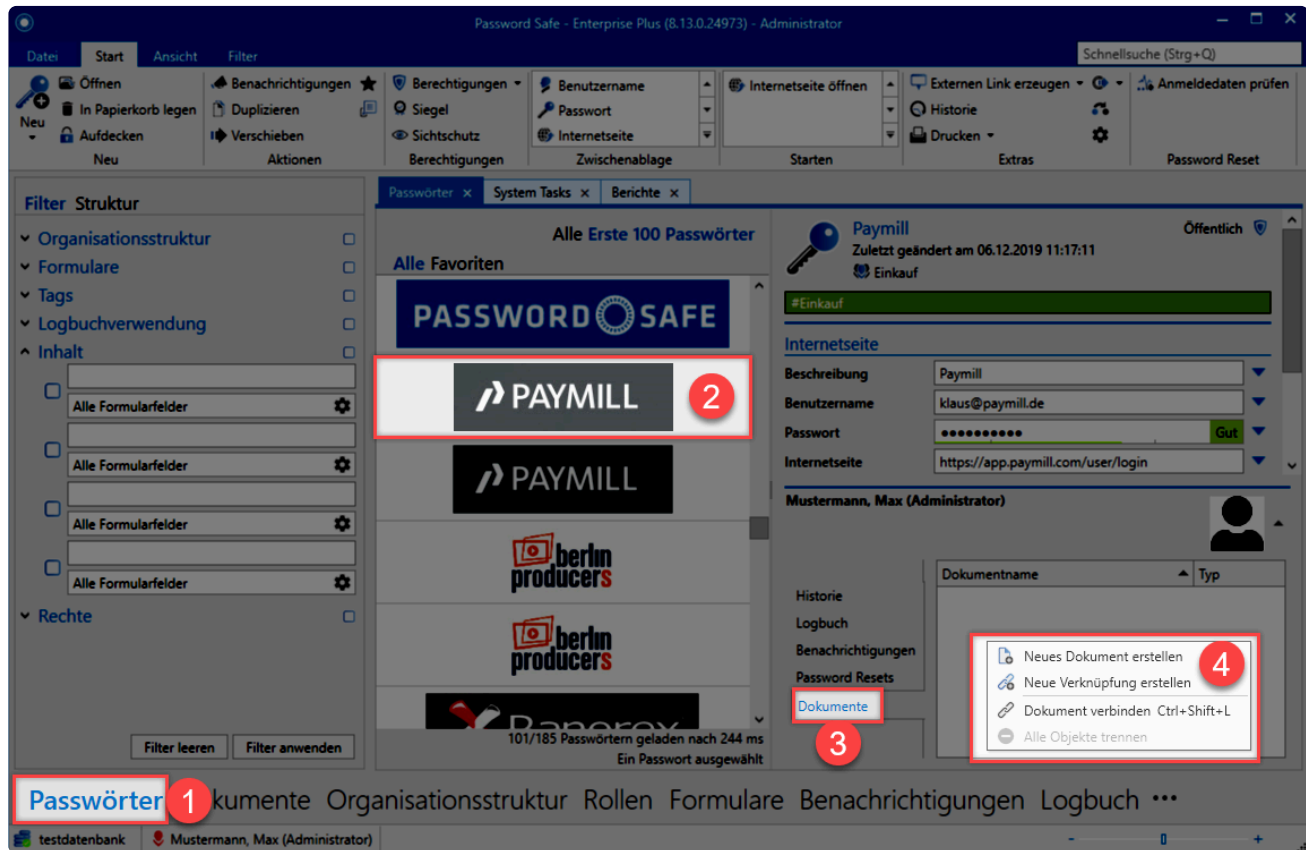 Password Safe - Enterprise Plus (8.13.0.24973) - Administrator
Datei Start Ansicht Filter Schnellsuche (Strg+Q)
Neu
Öffnen
In Papierkorb legen
Aufdecken
Neu
Benachrichtigungen
Duplizieren
Verschieben
Aktionen
Berechtigungen
Siegel
Sichtschutz
Berechtigungen
Benutzername
Passwort
Internetseite
Zwischenablage
Internetseite öffnen
Starten
Externen Link erzeugen
Historie
Drucken
Extras
Anmeldedaten prüfen
Password Reset
Filter Struktur
Organisationsstruktur
Formulare
Tags
Logbuchverwendung
Inhalt
Alle Formularfelder
Alle Formularfelder
Alle Formularfelder
Alle Formularfelder
Rechte
Filter leeren Filter anwenden
Passwörter × System Tasks × Berichte ×
Alle Erste 100 Passwörter
Alle Favoriten
PASSWORD SAFE
PAYMILL 2
PAYMILL
berlin
producers
berlin
producers
Ranorex
101/185 Passwörtern geladen nach 244 ms
Ein Passwort ausgewählt
Paymill Öffentlich
Zuletzt geändert am 06.12.2019 11:17:11
Einkauf
#Einkauf
Internetseite
Beschreibung Paymill
Benutzername klaus@paymill.de
Passwort •••••••••• Gut
Internetseite https://app.paymill.com/user/login
Mustermann, Max (Administrator)
Historie
Logbuch
Benachrichtigungen
Password Resets
Dokumente
3
Dokumentname Typ
Neues Dokument erstellen 4
Neue Verknüpfung erstellen
Dokument verbinden Ctrl+Shift+L
Alle Objekte trennen
Passwörter 1 kumente Organisationsstruktur Rollen Formulare Benachrichtigungen Logbuch •••
testdatenbank Mustermann, Max (Administrator) - +